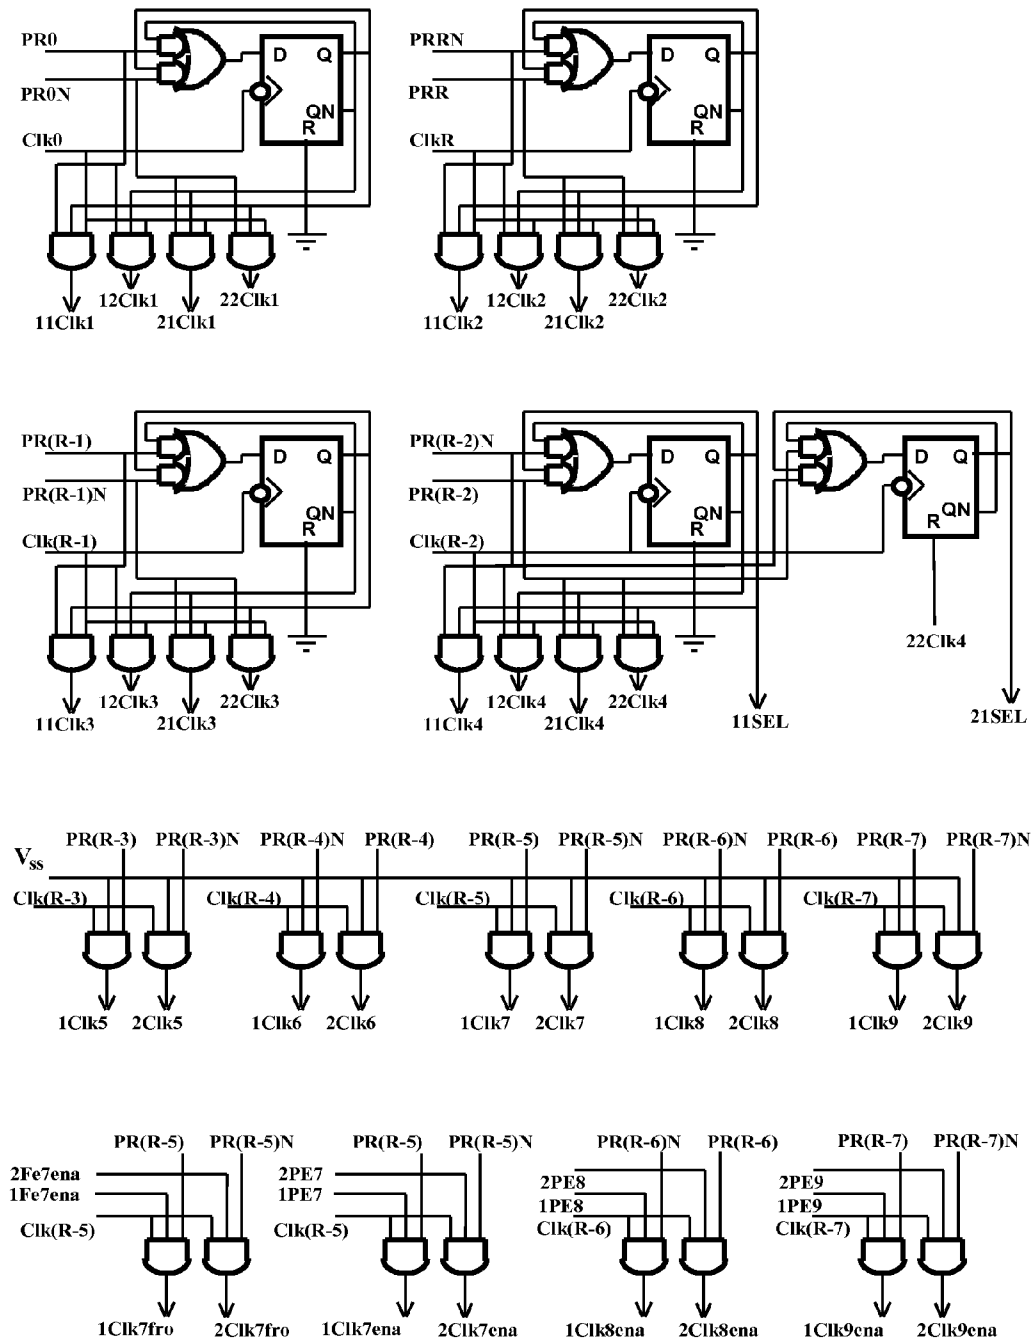 PR0
PR0N
Clk0
D Q
QN
R
11Clk1 12Clk1 21Clk1 22Clk1
PRRN
PRR
ClkR
D Q
QN
R
11Clk2 12Clk2 21Clk2 22Clk2
PR(R-1)
PR(R-1)N
Clk(R-1)
D Q
QN
R
11Clk3 12Clk3 21Clk3 22Clk3
PR(R-2)N
PR(R-2)
Clk(R-2)
D Q
QN
R
11Clk4 12Clk4 21Clk4 22Clk4
D Q
QN
R
22Clk4
11SEL 21SEL
PR(R-3) PR(R-3)N PR(R-4)N PR(R-4) PR(R-5) PR(R-5)N PR(R-6)N PR(R-6) PR(R-7) PR(R-7)N
Vss
Clk(R-3) Clk(R-4) Clk(R-5) Clk(R-6) Clk(R-7)
1Clk5 2Clk5 1Clk6 2Clk6 1Clk7 2Clk7 1Clk8 2Clk8 1Clk9 2Clk9
PR(R-5) PR(R-5)N
2Fe7ena
1Fe7ena
Clk(R-5)
1Clk7fro 2Clk7fro
PR(R-5) PR(R-5)N
2PE7
1PE7
Clk(R-5)
1Clk7ena 2Clk7ena
PR(R-6)N PR(R-6)
2PE8
1PE8
Clk(R-6)
1Clk8ena 2Clk8ena
PR(R-7) PR(R-7)N
2PE9
1PE9
Clk(R-7)
1Clk9ena 2Clk9ena